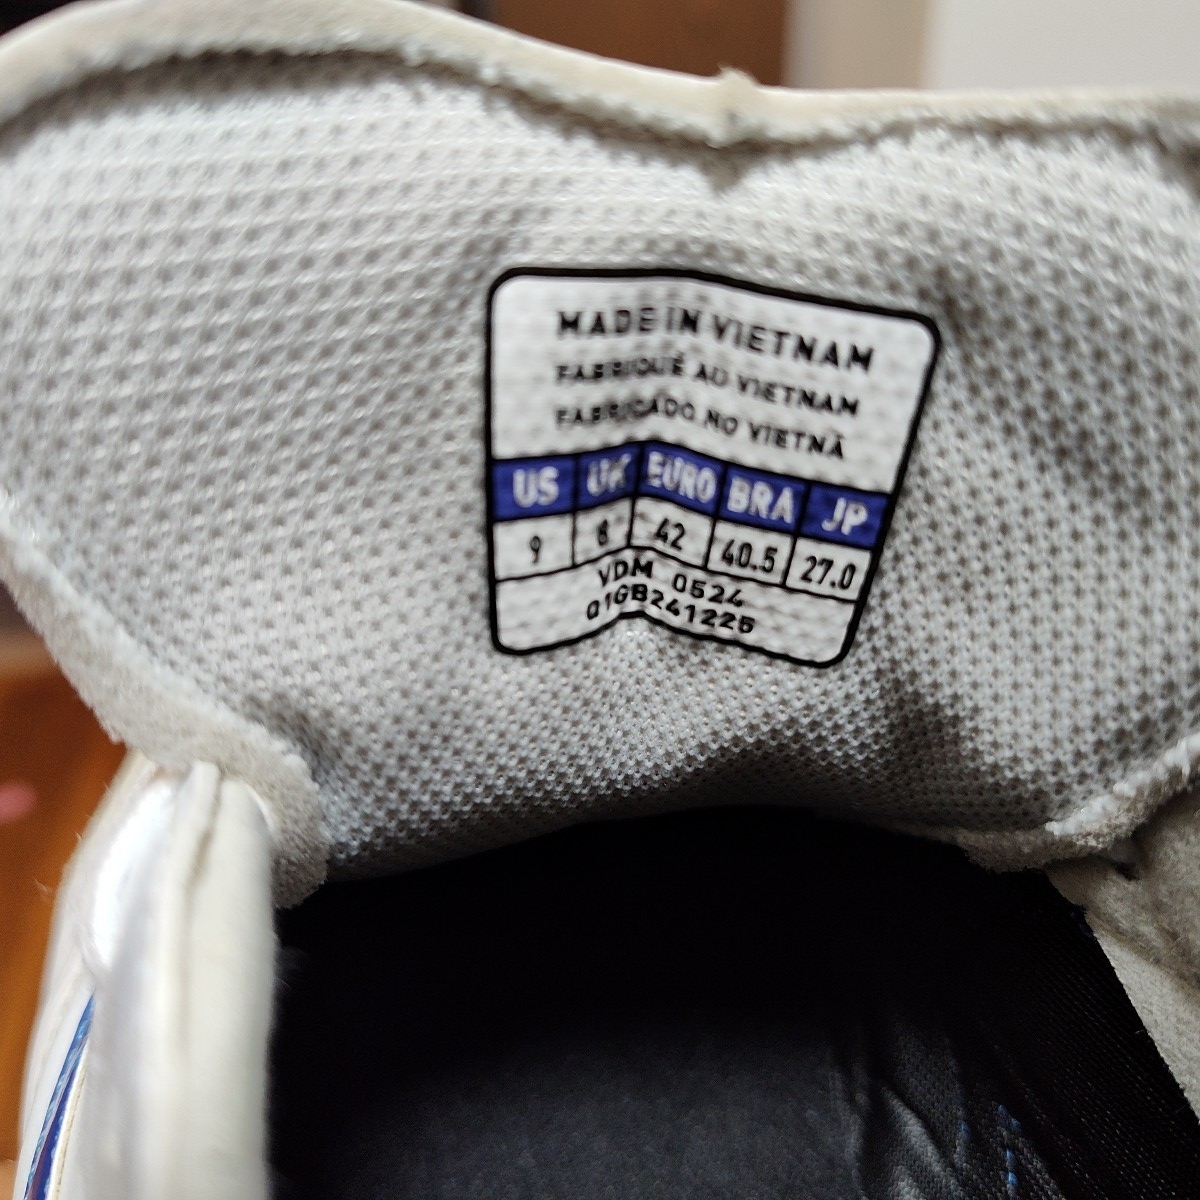 MADE IN VIETNAM
FABRIQUÉ AU VIETNAM
FABRICADO NO VIETNÃ
US UK EURO BRA JP
9 8 42 40.5 27.0
VDM 0524
01GB241225